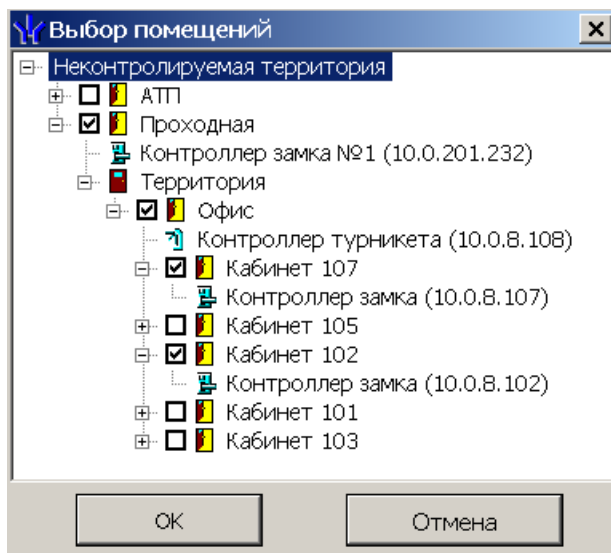 Выбор помещений
Неконтролируемая территория
АТП
Проходная
Контроллер замка №1 (10.0.201.232)
Территория
Офис
Контроллер турникета (10.0.8.108)
Кабинет 107
Контроллер замка (10.0.8.107)
Кабинет 105
Кабинет 102
Контроллер замка (10.0.8.102)
Кабинет 101
Кабинет 103
ОК Отмена